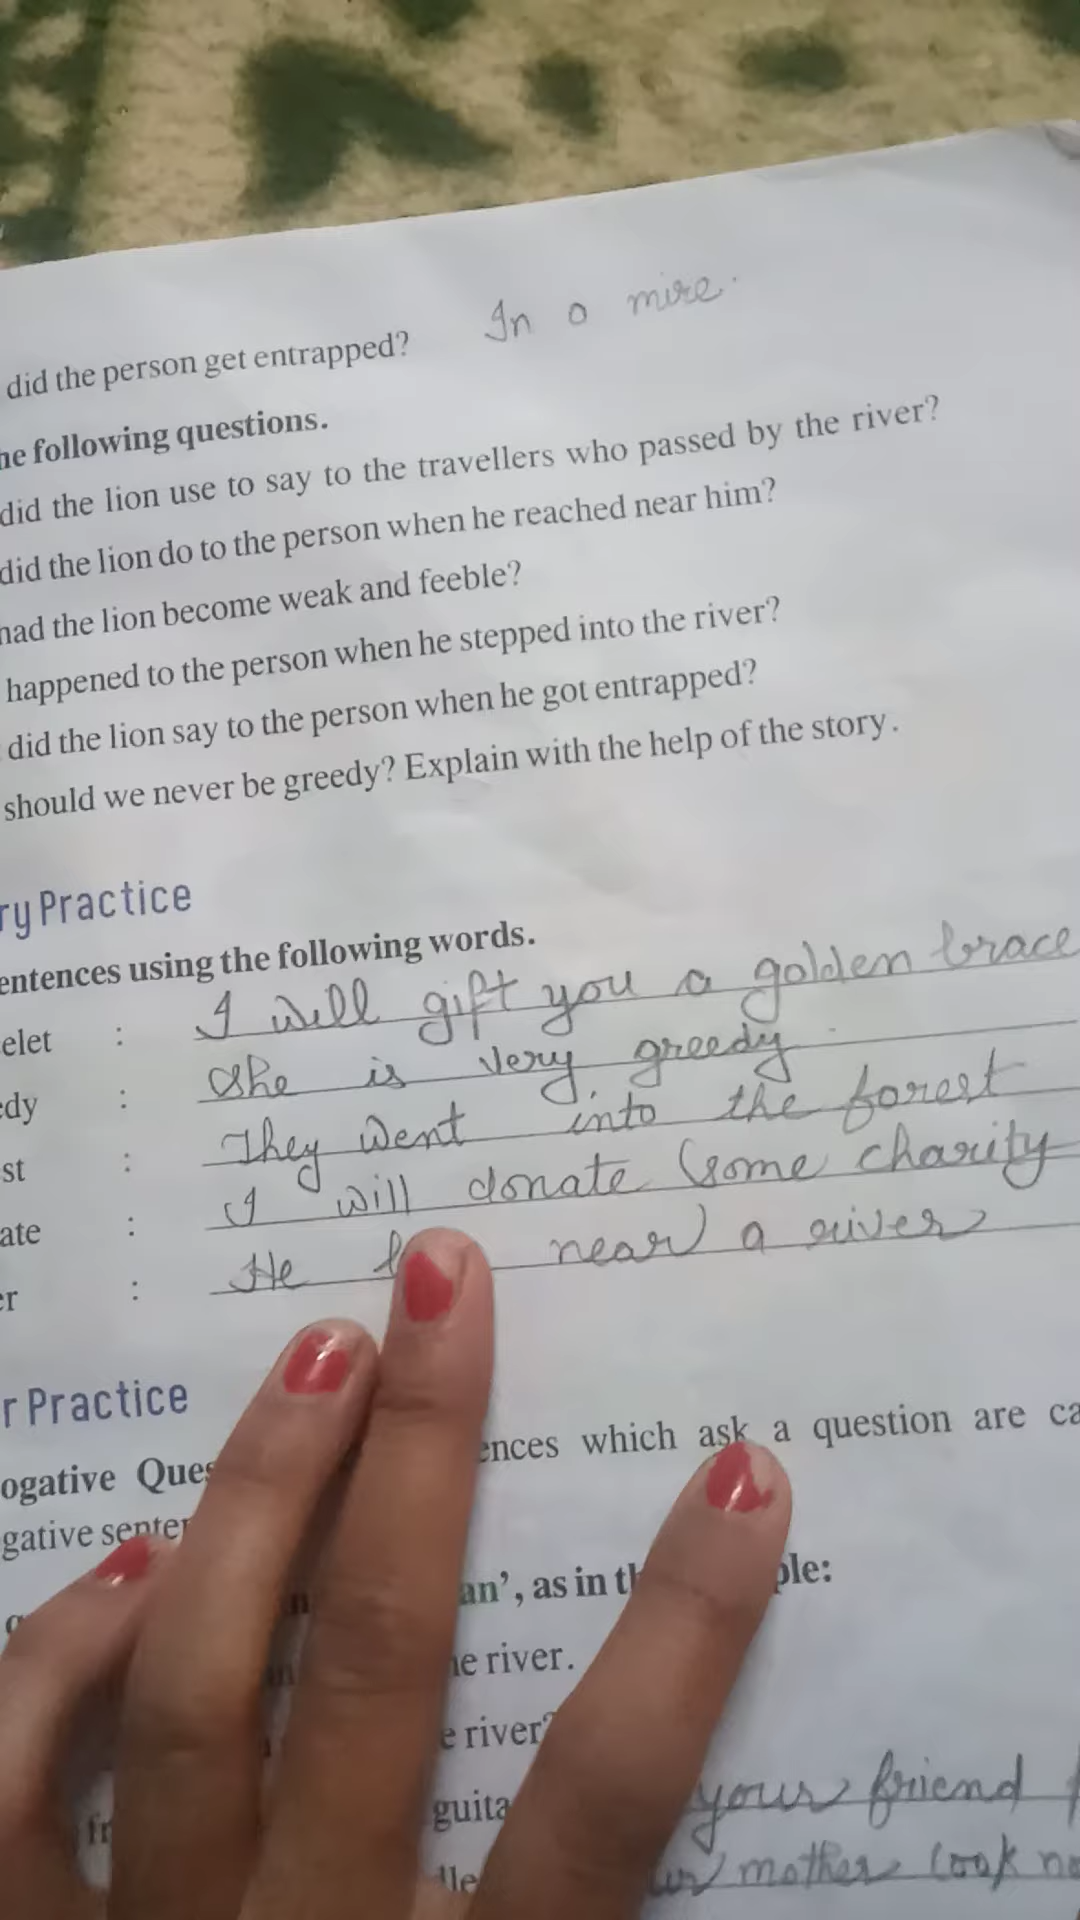 In a mire.
did the person get entrapped?
he following questions.
did the lion use to say to the travellers who passed by the river?
did the lion do to the person when he reached near him?
had the lion become weak and feeble?
happened to the person when he stepped into the river?
did the lion say to the person when he got entrapped?
should we never be greedy? Explain with the help of the story.
ry Practice
entences using the following words.
elet : I will gift you a golden brace
edy : She is very greedy
st : They went into the forest
ate : I will donate some charity
er : He near a river
r Practice
ogative Ques ences which ask a question are ca
gative senten
an', as in th ple:
he river.
e river?
guita your friend
mother cook no